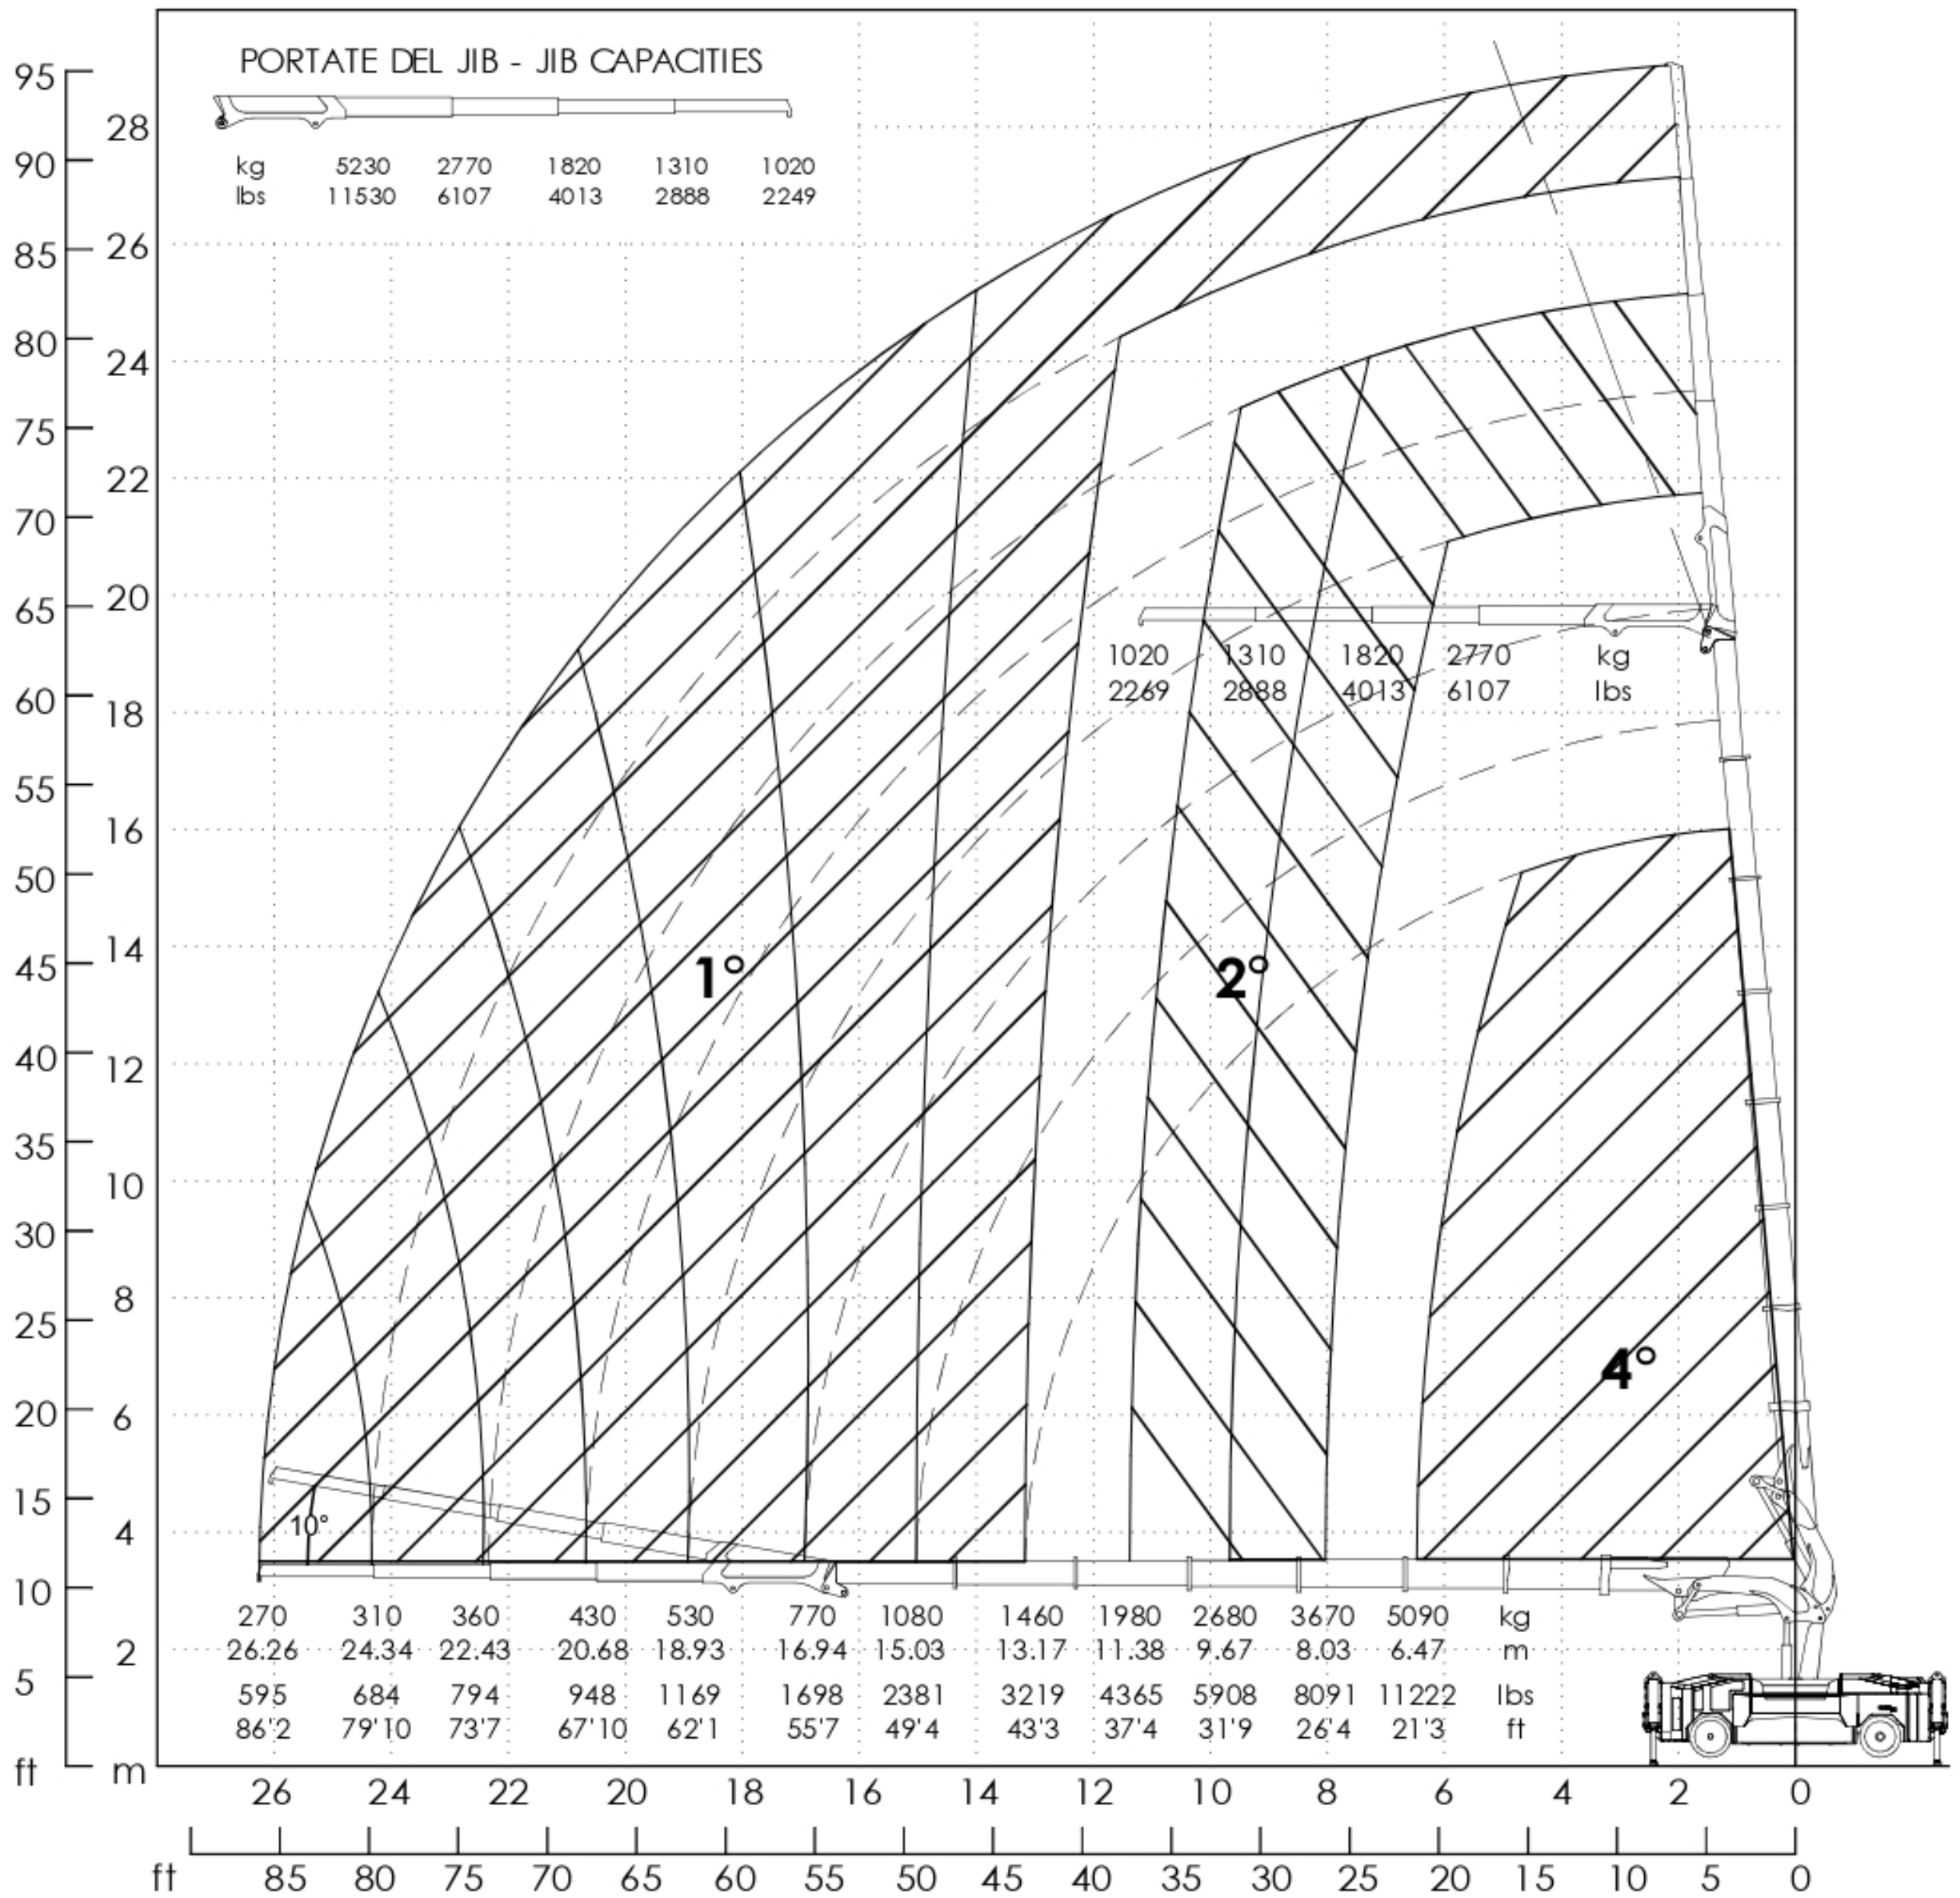 PORTATE DEL JIB - JIB CAPACITIES
kg 5230 2770 1820 1310 1020
lbs 11530 6107 4013 2888 2249
95
90
85
80
75
70
65
60
55
50
45
40
35
30
25
20
15
10
5
ft
28
26
24
22
20
18
16
14
12
10
8
6
4
2
m
1020 1310 1820 2770 kg
2269 2888 4013 6107 lbs
1° 2°
4°
10°
270 310 360 430 530 770 1080 1460 1980 2680 3670 5090 kg
26.26 24.34 22.43 20.68 18.93 16.94 15.03 13.17 11.38 9.67 8.03 6.47 m
595 684 794 948 1169 1698 2381 3219 4365 5908 8091 11222 lbs
86'2 79'10 73'7 67'10 62'1 55'7 49'4 43'3 37'4 31'9 26'4 21'3 ft
26 24 22 20 18 16 14 12 10 8 6 4 2 0
ft 85 80 75 70 65 60 55 50 45 40 35 30 25 20 15 10 5 0